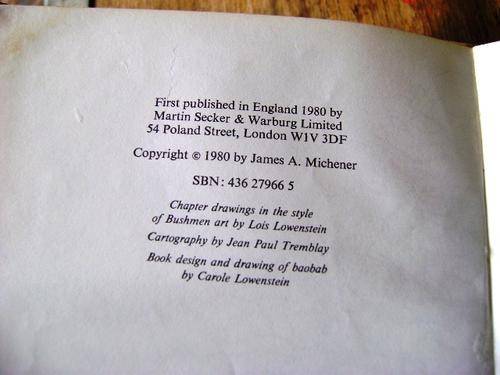 First published in England 1980 by
Martin Secker & Warburg Limited
54 Poland Street, London W1V 3DF
Copyright © 1980 by James A. Michener
SBN: 436 27966 5
Chapter drawings in the style
of Bushmen art by Lois Lowenstein
Cartography by Jean Paul Tremblay
Book design and drawing of baobab
by Carole Lowenstein